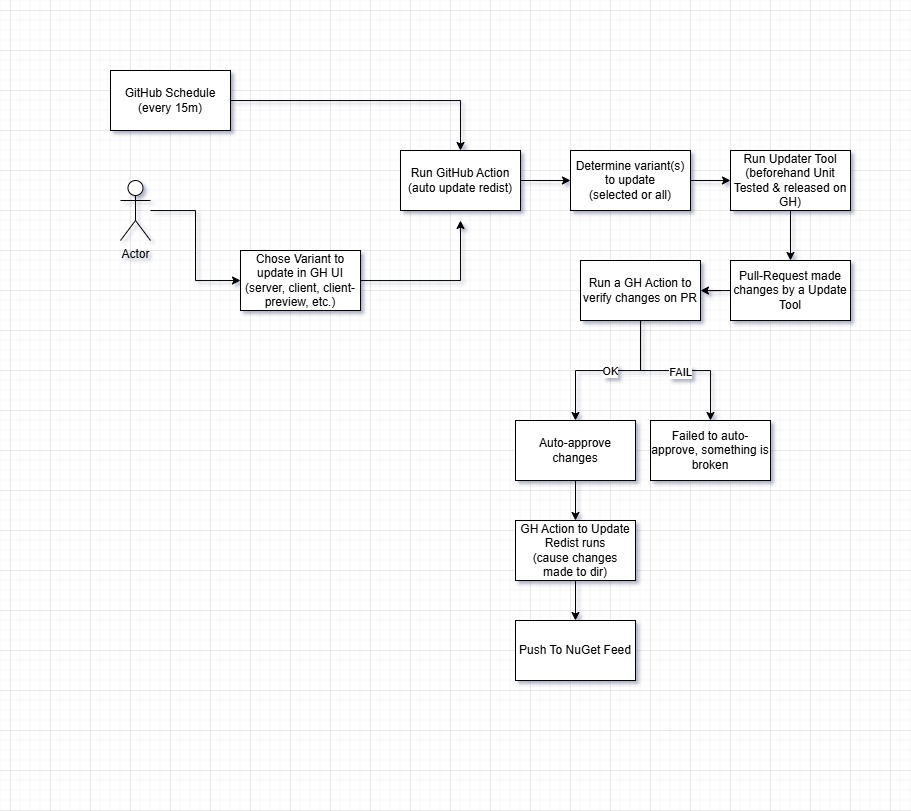 GitHub Schedule
(every 15m)
Run GitHub Action
(auto update redist)
Determine variant(s)
to update
(selected or all)
Run Updater Tool
(beforehand Unit
Tested & released on
GH)
Actor
Chose Variant to
update in GH UI
(server, client, client-
preview, etc.)
Run a GH Action to
verify changes on PR
Pull-Request made
changes by a Update
Tool
OK
FAIL
Auto-approve
changes
Failed to auto-
approve, something is
broken
GH Action to Update
Redist runs
(cause changes
made to dir)
Push To NuGet Feed